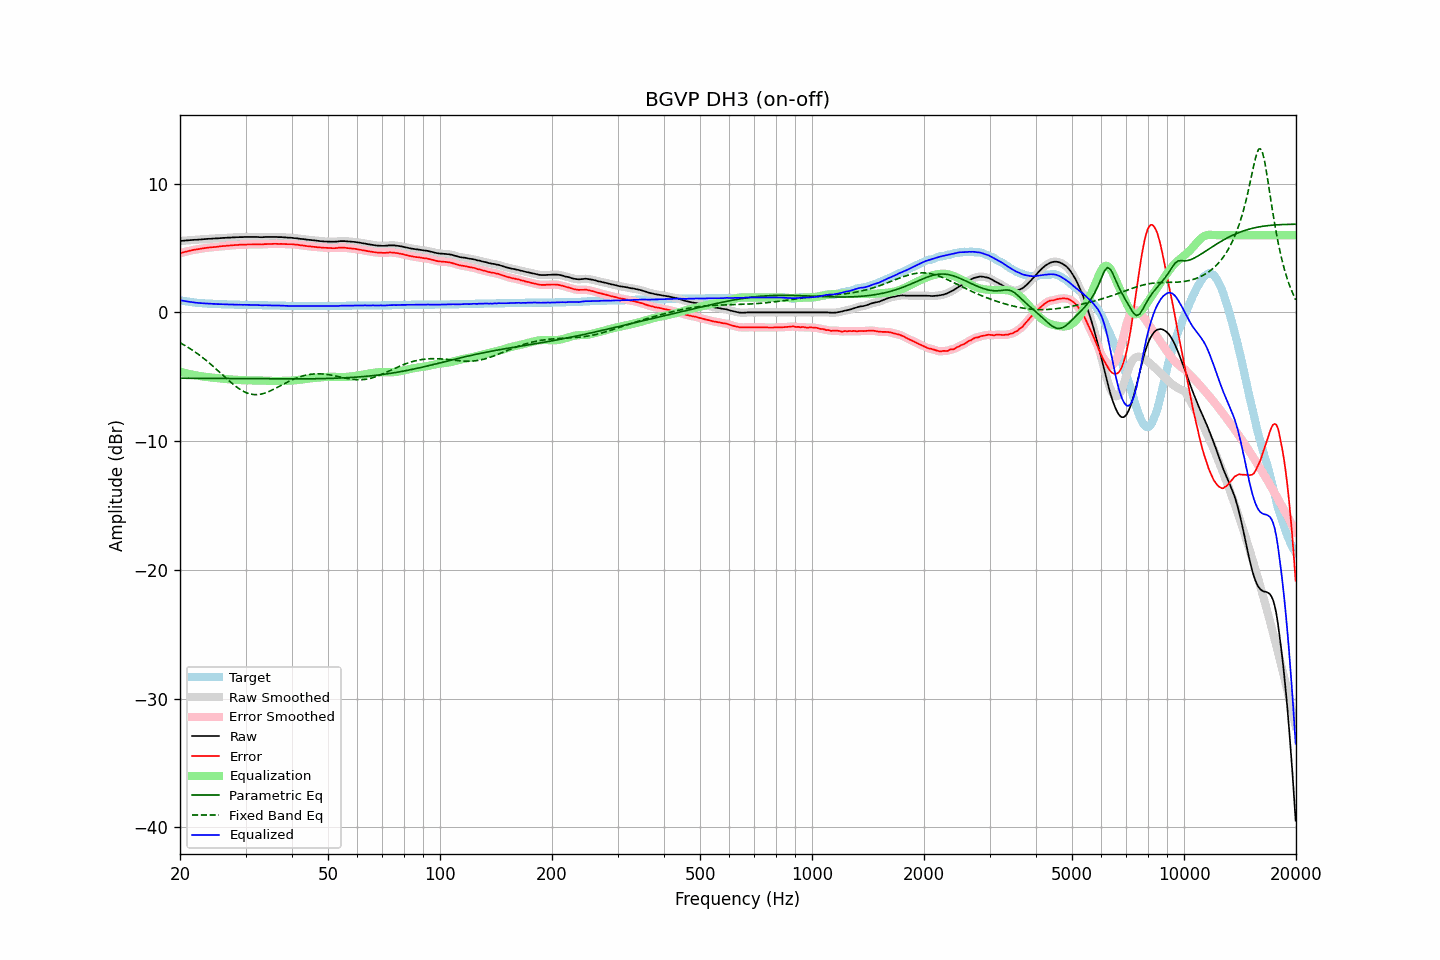 BGVP DH3 (on-off)
Amplitude (dBr)
10
0
−10
−20
−30
−40
Target
Raw Smoothed
Error Smoothed
Raw
Error
Equalization
Parametric Eq
Fixed Band Eq
Equalized
20 50 100 200 500 1000 2000 5000 10000 20000
Frequency (Hz)